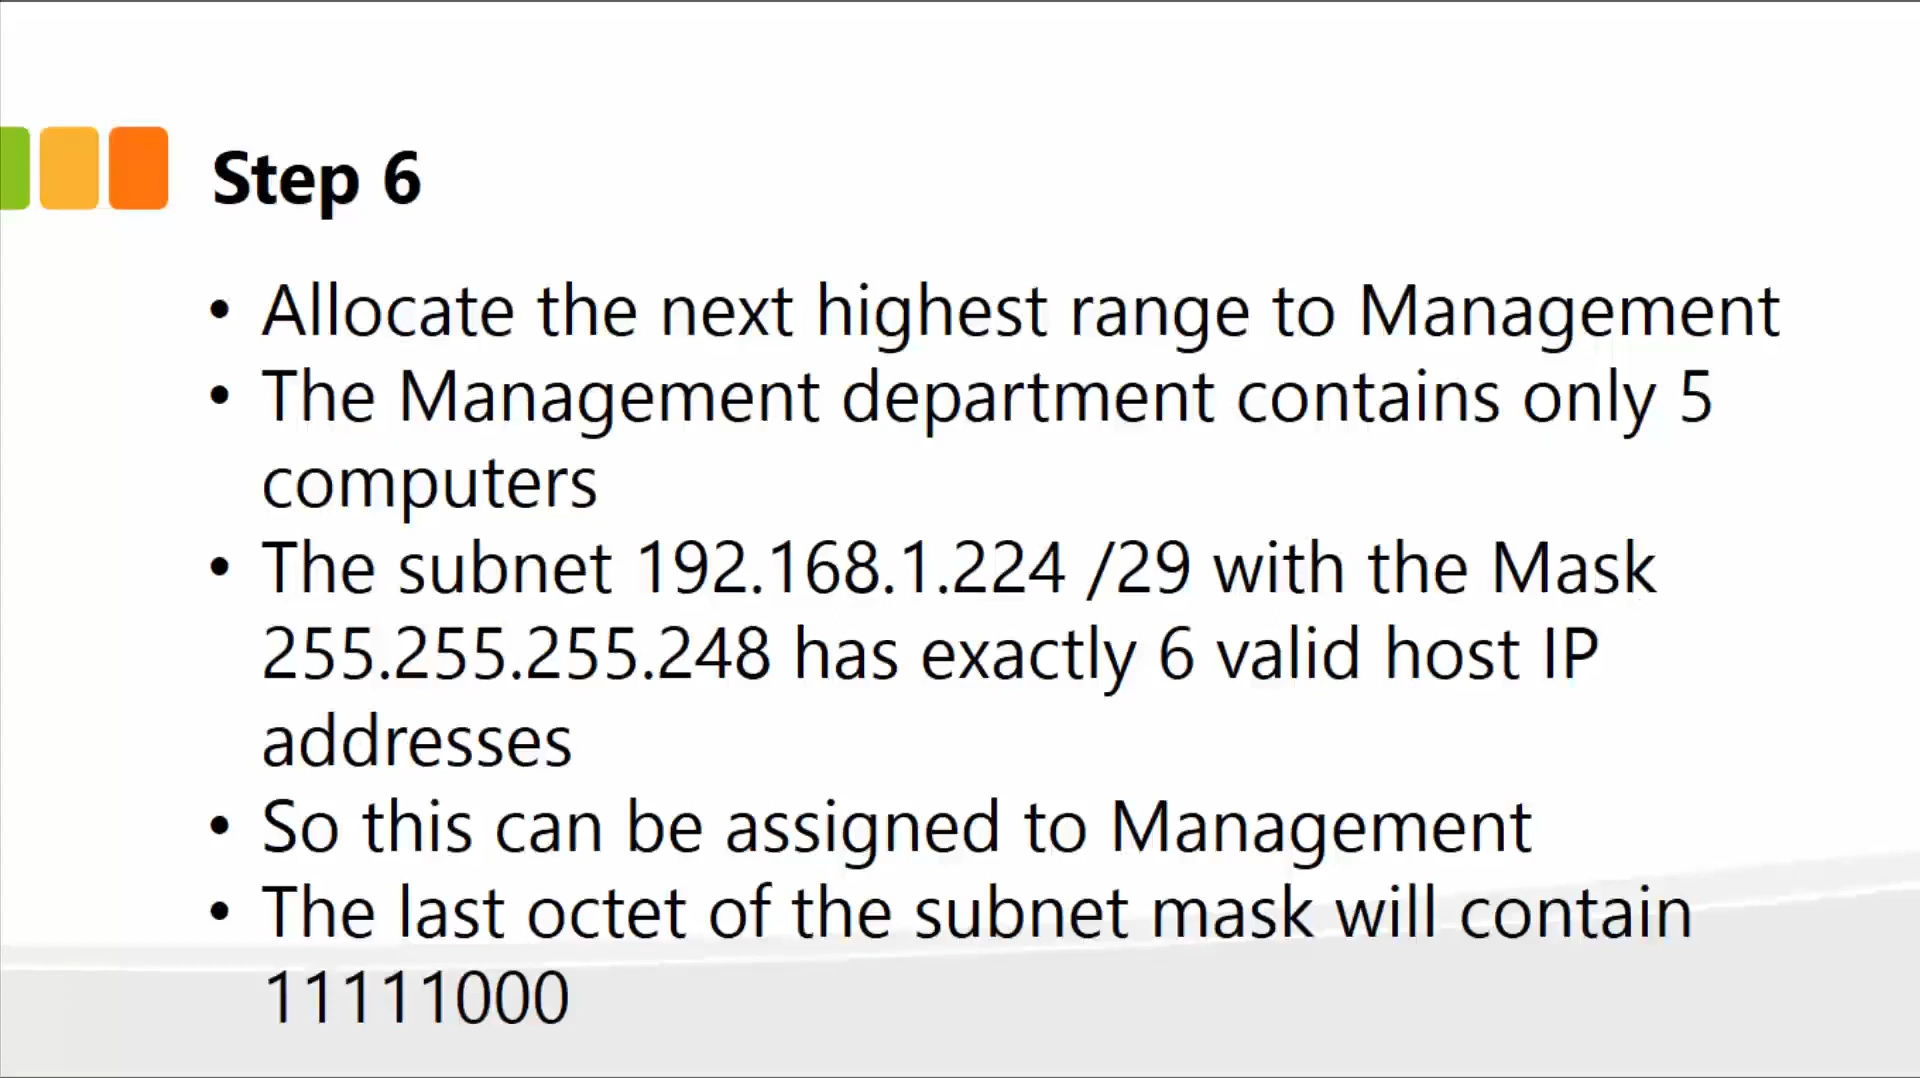 Step 6
• Allocate the next highest range to Management
• The Management department contains only 5
computers
• The subnet 192.168.1.224 /29 with the Mask
255.255.255.248 has exactly 6 valid host IP
addresses
• So this can be assigned to Management
• The last octet of the subnet mask will contain
11111000